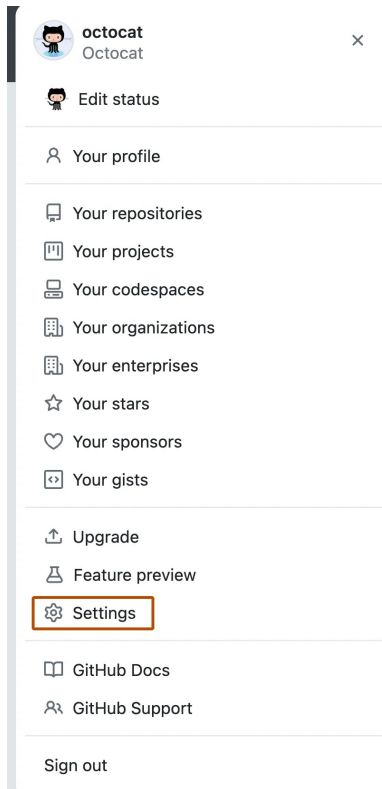 octocat
Octocat
Edit status
Your profile
Your repositories
Your projects
Your codespaces
Your organizations
Your enterprises
Your stars
Your sponsors
Your gists
Upgrade
Feature preview
Settings
GitHub Docs
GitHub Support
Sign out